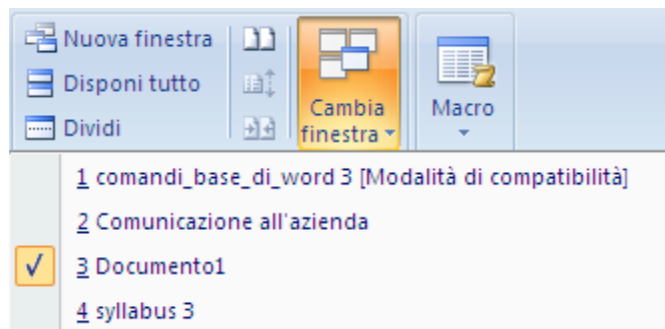 Nuova finestra
Disponi tutto
Dividi
Cambia
finestra
Macro
1 comandi_base_di_word 3 [Modalità di compatibilità]
2 Comunicazione all'azienda
3 Documento1
4 syllabus 3